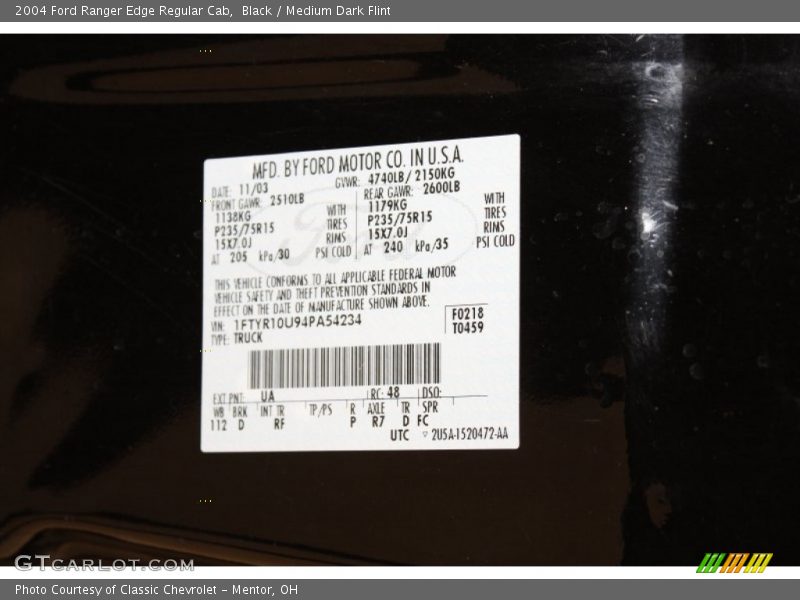 2004 Ford Ranger Edge Regular Cab, Black / Medium Dark Flint
MFD. BY FORD MOTOR CO. IN U.S.A.
DATE: 11/03 GVWR: 4740LB/ 2150KG
FRONT GAWR: 2510LB REAR GAWR: 2600LB
1138KG WITH 1179KG WITH
P235/75R15 TIRES P235/75R15 TIRES
15X7.0J RIMS 15X7.0J RIMS
AT 205 kPa/30 PSI COLD AT 240 kPa/35 PSI COLD
THIS VEHICLE CONFORMS TO ALL APPLICABLE FEDERAL MOTOR
VEHICLE SAFETY AND THEFT PREVENTION STANDARDS IN
EFFECT ON THE DATE OF MANUFACTURE SHOWN ABOVE.
VIN: 1FTYR10U94PA54234 F0218
TYPE: TRUCK T0459
EXT PNT: UA RC: 48 DSO:
WB BRK INT TR TP/PS R AXLE TR SPR
112 D RF P R7 D FC
UTC ▽ 2U5A-1520472-AA
Ford
GTCARLOT.COM
Photo Courtesy of Classic Chevrolet - Mentor, OH